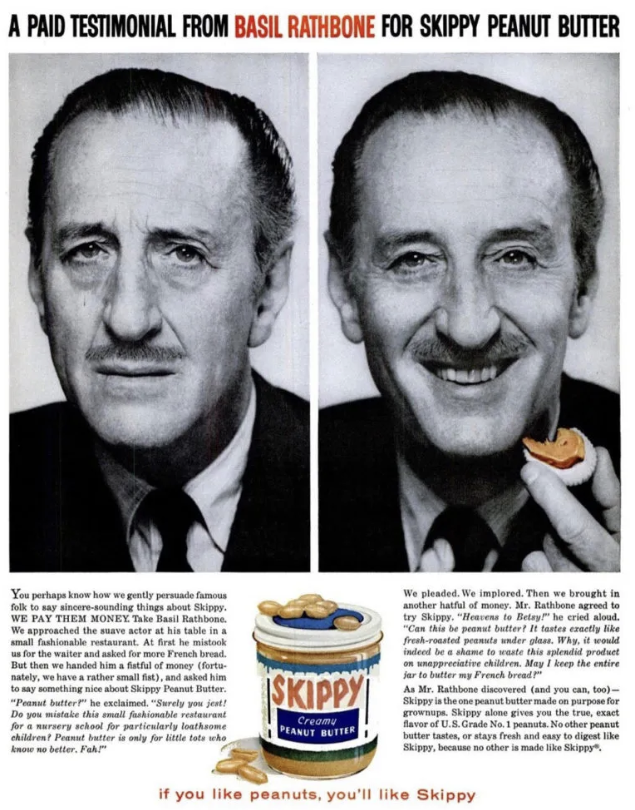 A PAID TESTIMONIAL FROM BASIL RATHBONE FOR SKIPPY PEANUT BUTTER
You perhaps know how we gently persuade famous
folk to say sincere-sounding things about Skippy.
WE PAY THEM MONEY. Take Basil Rathbone.
We approached the suave actor at his table in a
small fashionable restaurant. At first he mistook
us for the waiter and asked for more French bread.
But then we handed him a fistful of money (fortu-
nately, we have a rather small fist), and asked him
to say something nice about Skippy Peanut Butter.
"Peanut butter?" he exclaimed. "Surely you jest!
Do you mistake this small fashionable restaurant
for a nursery school for particularly loathsome
children? Peanut butter is only for little tots who
know no better. Fah!"
SKIPPY
Creamy
PEANUT BUTTER
We pleaded. We implored. Then we brought in
another hatful of money. Mr. Rathbone agreed to
try Skippy. "Heavens to Betsy!" he cried aloud.
"Can this be peanut butter? It tastes exactly like
fresh-roasted peanuts under glass. Why, it would
indeed be a shame to waste this splendid product
on unappreciative children. May I keep the entire
jar to butter my French bread?"
As Mr. Rathbone discovered (and you can, too)—
Skippy is the one peanut butter made on purpose for
grownups. Skippy alone gives you the true, exact
flavor of U.S. Grade No. 1 peanuts. No other peanut
butter tastes, or stays fresh and easy to digest like
Skippy, because no other is made like Skippy®.
if you like peanuts, you'll like Skippy